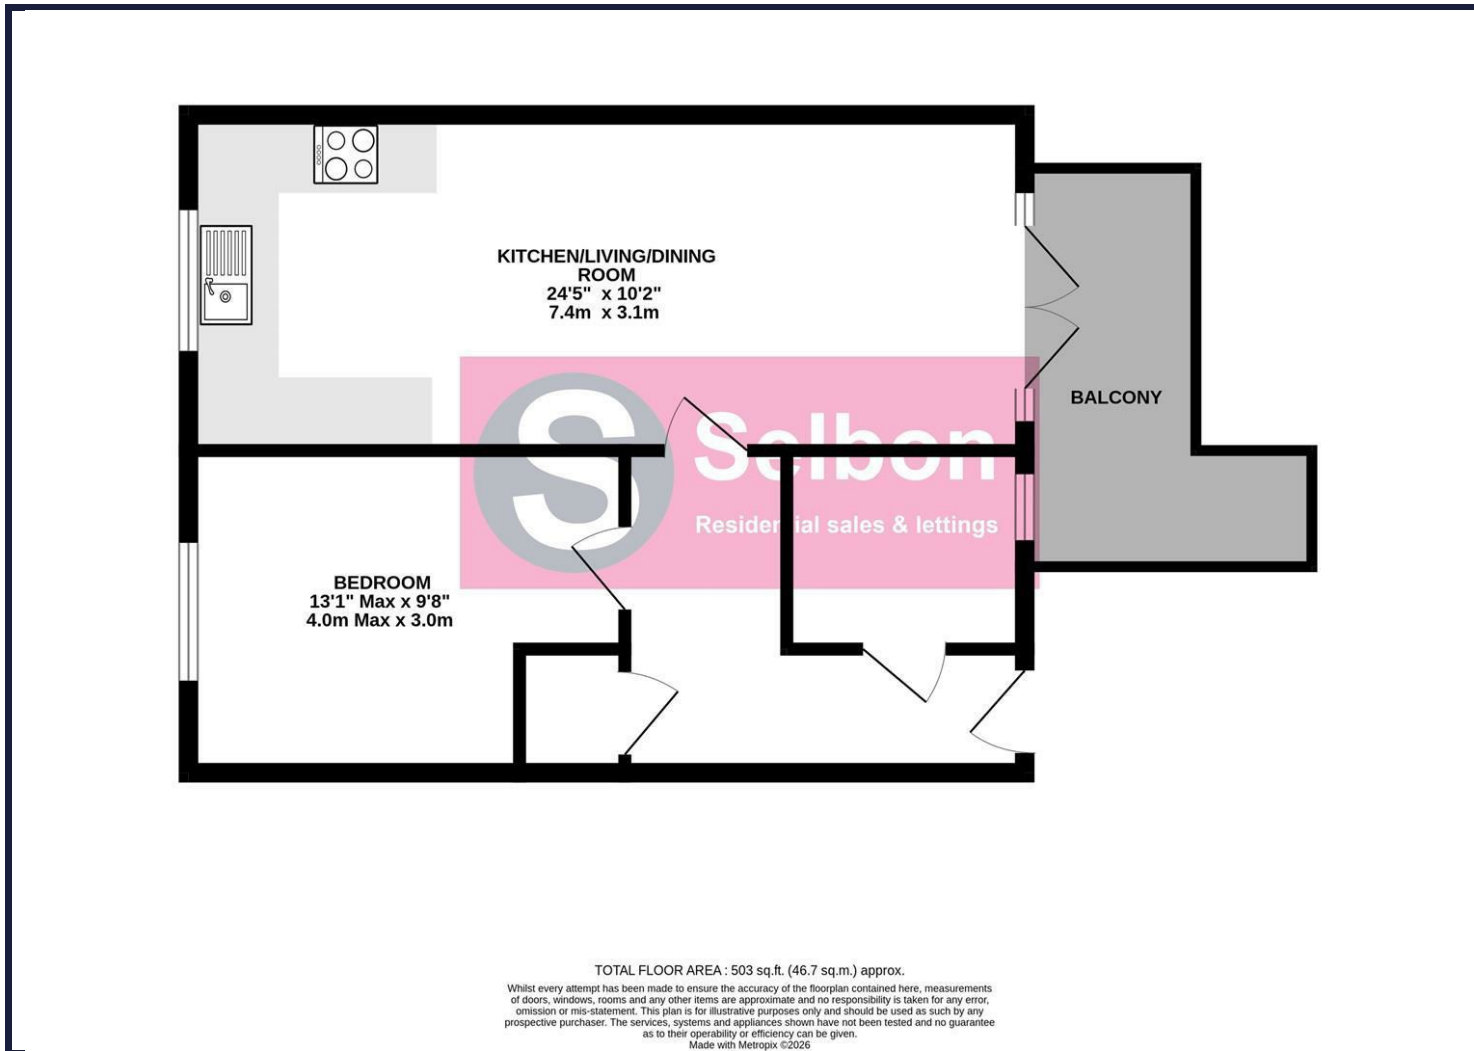 KITCHEN/LIVING/DINING
ROOM
24'5" x 10'2"
7.4m x 3.1m
BALCONY
S Selbon
Residential sales & lettings
BEDROOM
13'1" Max x 9'8"
4.0m Max x 3.0m
TOTAL FLOOR AREA : 503 sq.ft. (46.7 sq.m.) approx.
Whilst every attempt has been made to ensure the accuracy of the floorplan contained here, measurements
of doors, windows, rooms and any other items are approximate and no responsibility is taken for any error,
omission or mis-statement. This plan is for illustrative purposes only and should be used as such by any
prospective purchaser. The services, systems and appliances shown have not been tested and no guarantee
as to their operability or efficiency can be given.
Made with Metropix ©2026